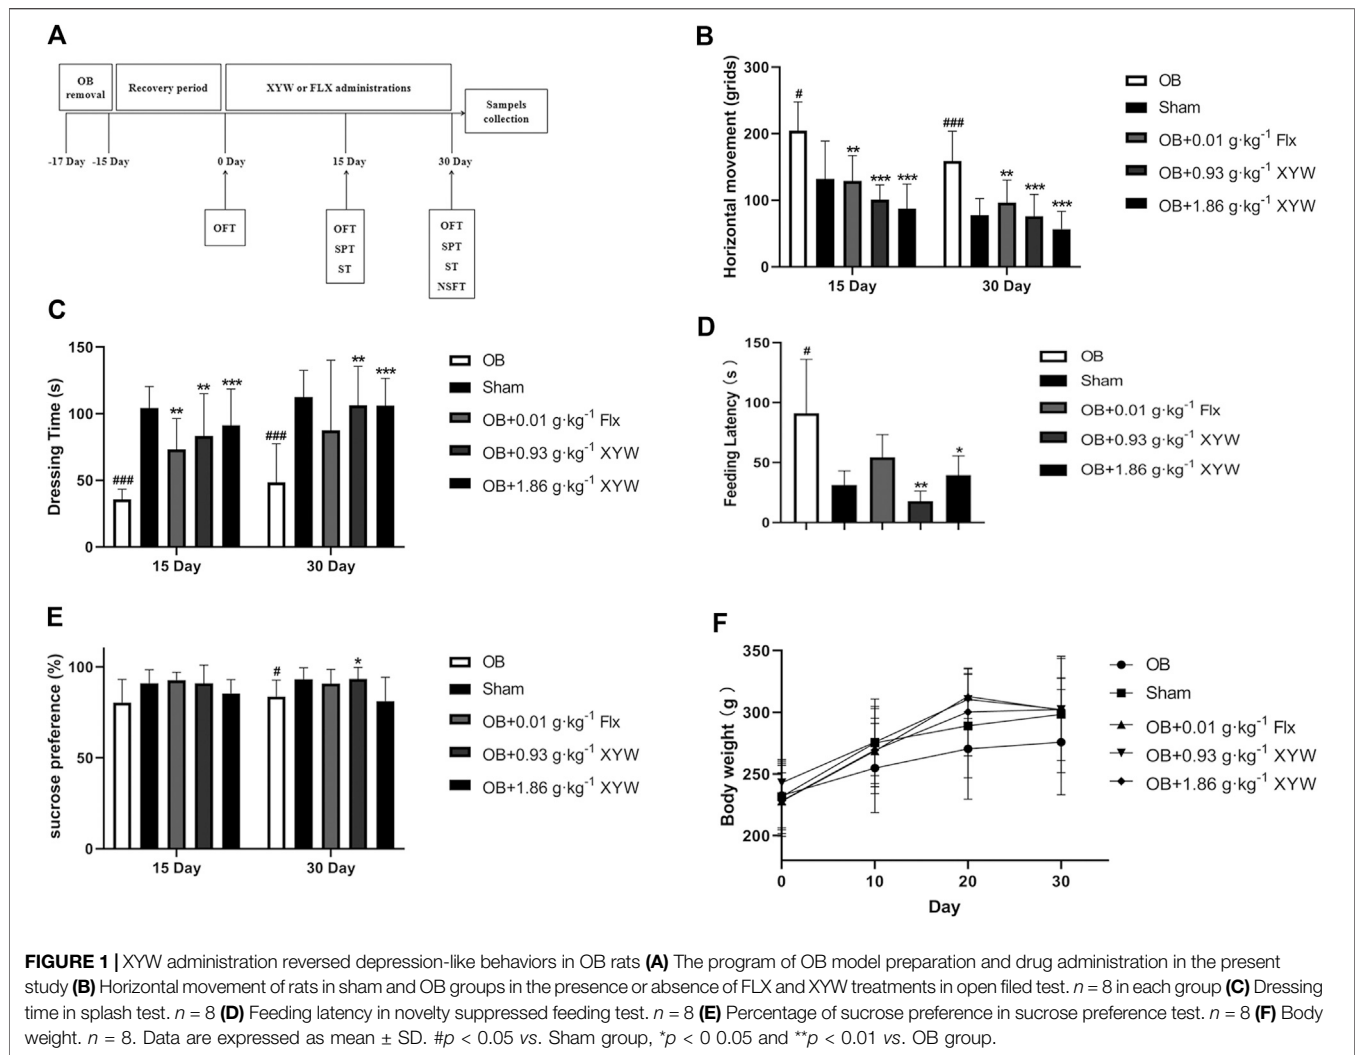 A
OB
removal
Recovery period
XYW or FLX administrations
Sampels
collection
-17 Day
-15 Day
0 Day
15 Day
30 Day
OFT
OFT
SPT
ST
OFT
SPT
ST
NSFT
B
Horizontal movement (grids)
300
200
100
0
#
**
***
***
###
**
***
***
15 Day
30 Day
OB
Sham
OB+0.01 g·kg⁻¹ Flx
OB+0.93 g·kg⁻¹ XYW
OB+1.86 g·kg⁻¹ XYW
C
Dressing Time (s)
150
100
50
0
###
**
**
***
###
**
***
15 Day
30 Day
OB
Sham
OB+0.01 g·kg⁻¹ Flx
OB+0.93 g·kg⁻¹ XYW
OB+1.86 g·kg⁻¹ XYW
D
Feeding Latency（s）
150
100
50
0
#
**
*
OB
Sham
OB+0.01 g·kg⁻¹ Flx
OB+0.93 g·kg⁻¹ XYW
OB+1.86 g·kg⁻¹ XYW
E
sucrose preference (%)
100
50
0
#
*
15 Day
30 Day
OB
Sham
OB+0.01 g·kg⁻¹ Flx
OB+0.93 g·kg⁻¹ XYW
OB+1.86 g·kg⁻¹ XYW
F
Body weight（g）
350
300
250
200
0
10
20
30
Day
OB
Sham
OB+0.01 g·kg⁻¹ Flx
OB+0.93 g·kg⁻¹ XYW
OB+1.86 g·kg⁻¹ XYW
FIGURE 1 | XYW administration reversed depression-like behaviors in OB rats (A) The program of OB model preparation and drug administration in the present
study (B) Horizontal movement of rats in sham and OB groups in the presence or absence of FLX and XYW treatments in open filed test. n = 8 in each group (C) Dressing
time in splash test. n = 8 (D) Feeding latency in novelty suppressed feeding test. n = 8 (E) Percentage of sucrose preference in sucrose preference test. n = 8 (F) Body
weight. n = 8. Data are expressed as mean ± SD. #p < 0.05 vs. Sham group, *p < 0 0.05 and **p < 0.01 vs. OB group.